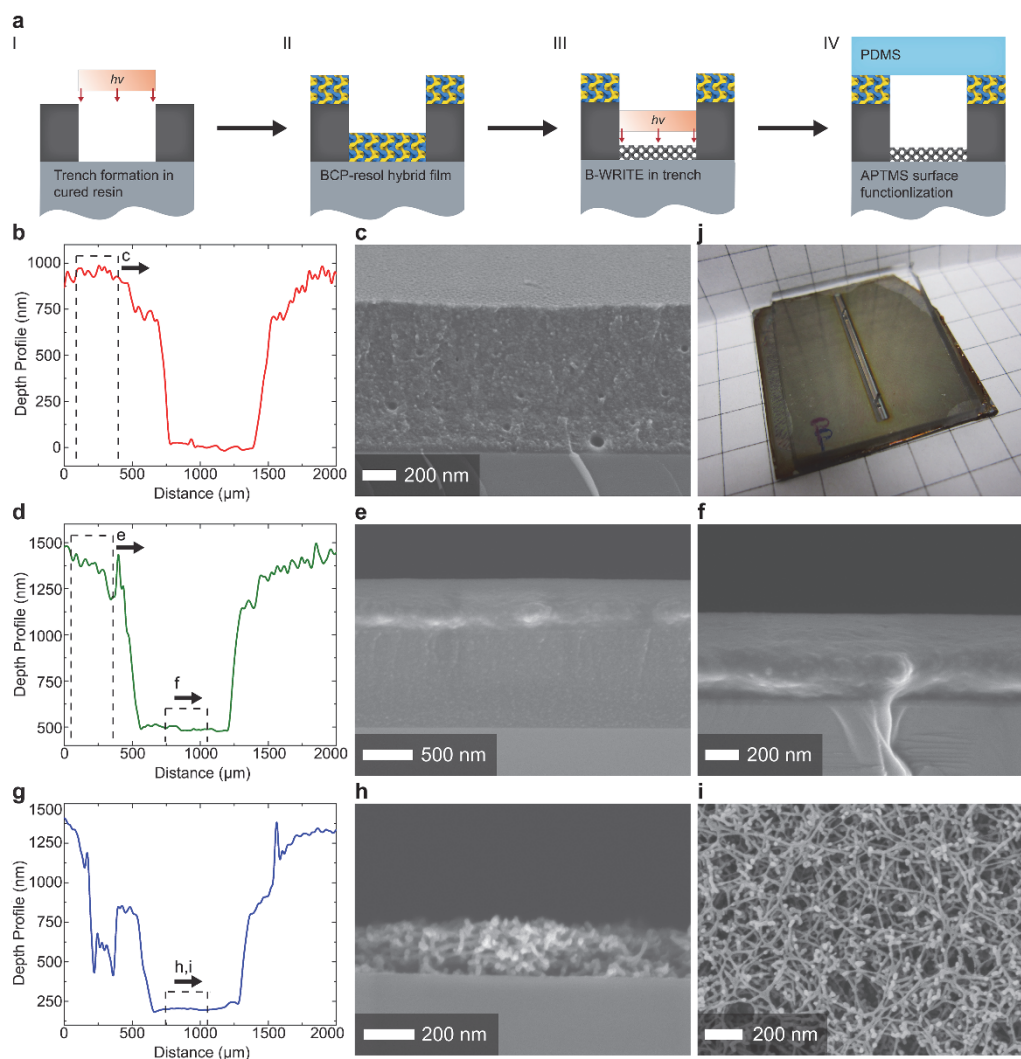 a
I
II
III
IV
hν
hν
PDMS
Trench formation in
cured resin
BCP-resol hybrid film
B-WRITE in trench
APTMS surface
functionlization
b
Depth Profile (nm)
1000
750
500
250
0
c
0
500
1000
1500
2000
Distance (µm)
c
200 nm
j
d
Depth Profile (nm)
1500
1250
1000
750
500
e
f
0
500
1000
1500
2000
Distance (µm)
e
500 nm
f
200 nm
g
Depth Profile (nm)
1500
1250
1000
750
500
250
h,i
0
500
1000
1500
2000
Distance (µm)
h
200 nm
i
200 nm